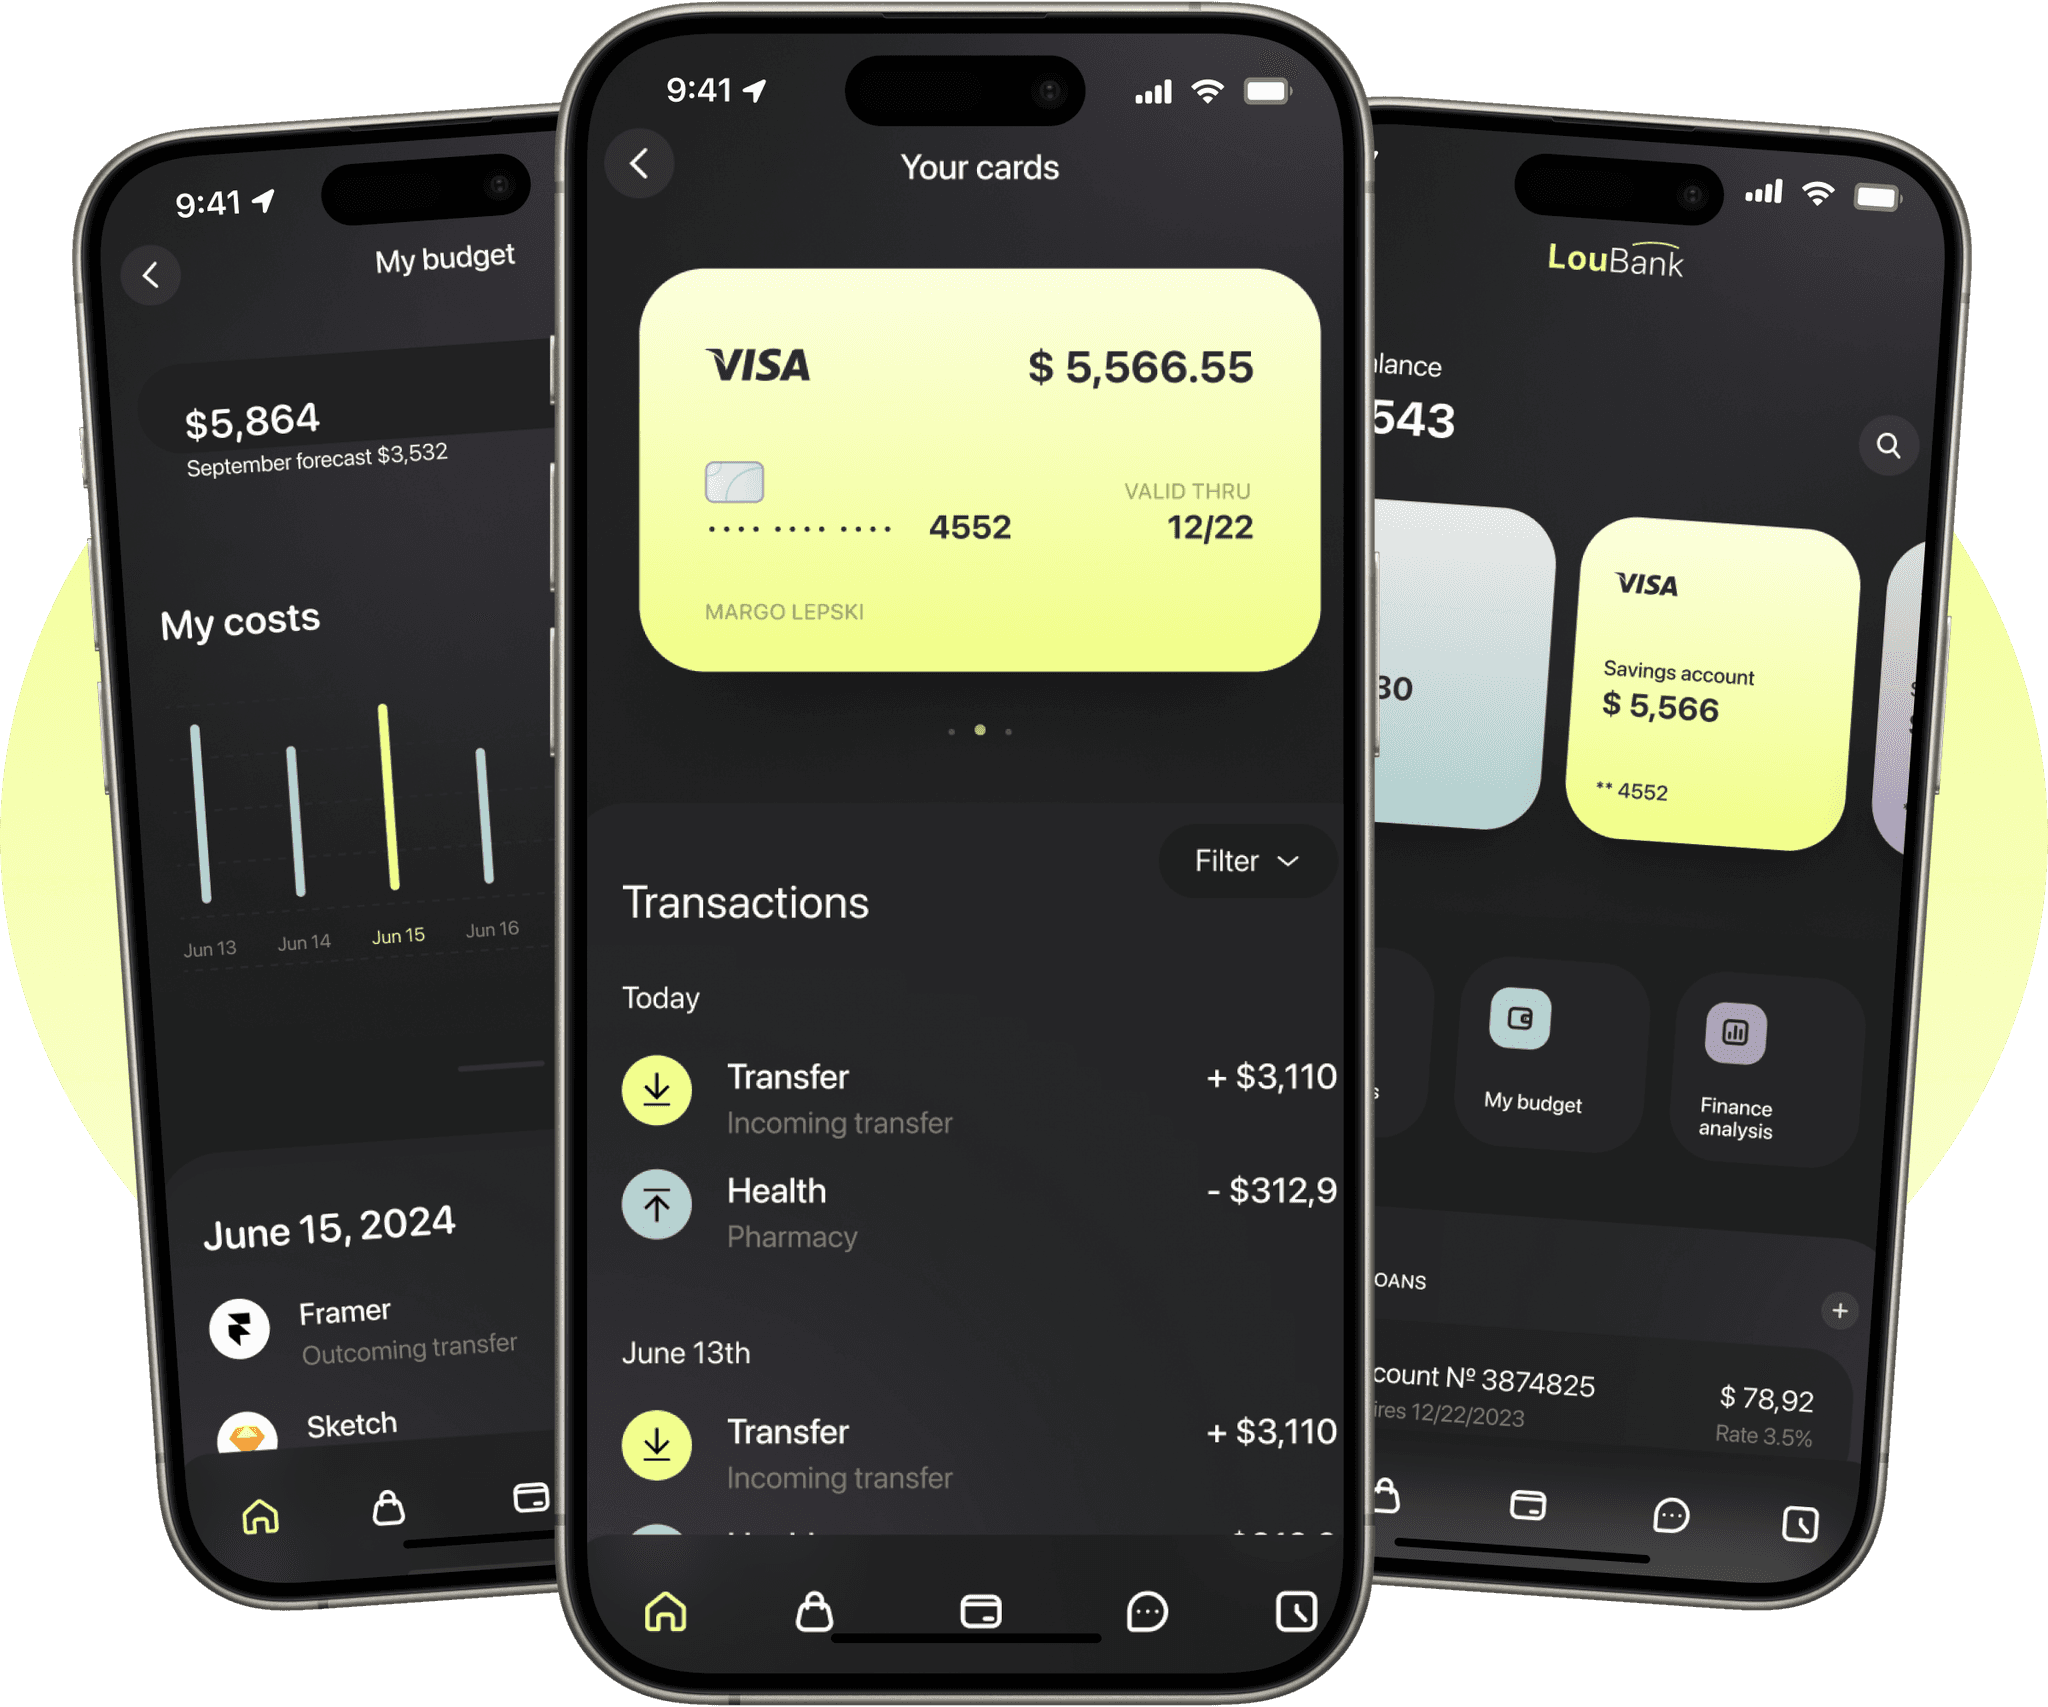 9:41
My budget
$5,864
September forecast $3,532
My costs
Jun 13
Jun 14
Jun 15
Jun 16
June 15, 2024
Framer
Outcoming transfer
Sketch
9:41
Your cards
VISA
$ 5,566.55
VALID THRU
•••• •••• •••• 4552
12/22
MARGO LEPSKI
Filter
Transactions
Today
Transfer
+ $3,110
Incoming transfer
Health
- $312,9
Pharmacy
June 13th
Transfer
+ $3,110
Incoming transfer
LouBank
lance
543
30
VISA
Savings account
$ 5,566
** 4552
s
My budget
Finance
analysis
OANS
+
count Nº 3874825
$ 78,92
ires 12/22/2023
Rate 3.5%